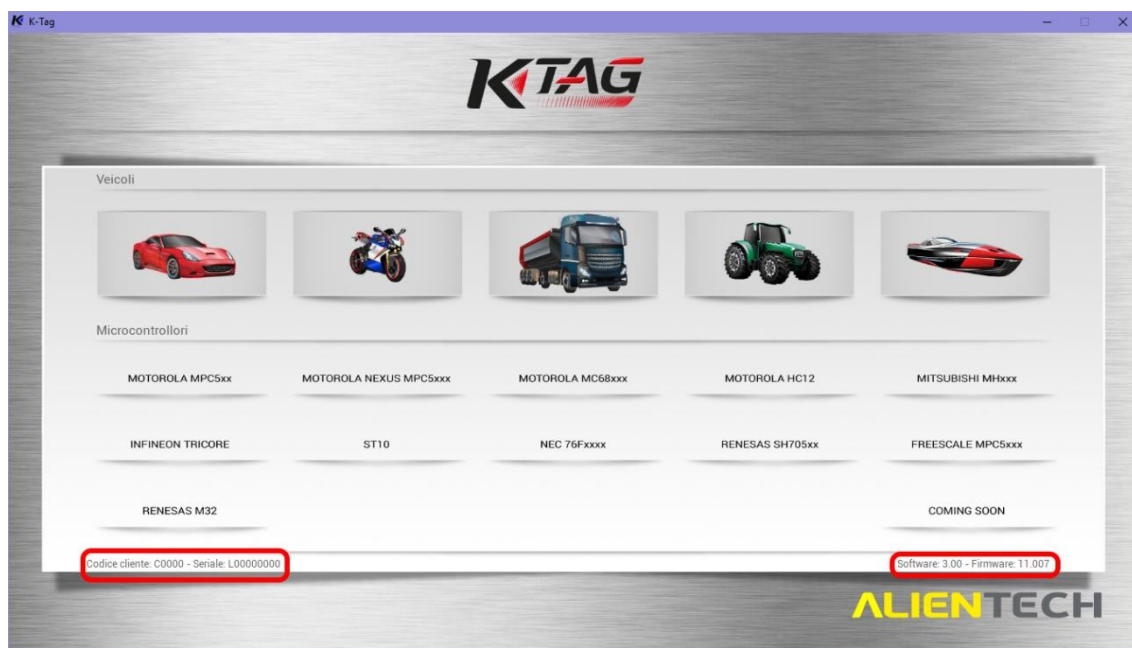 K-Tag
KTAG
Veicoli
Microcontrollori
MOTOROLA MPC5xx
MOTOROLA NEXUS MPC5xxx
MOTOROLA MC68xxx
MOTOROLA HC12
MITSUBISHI MHxxx
INFINEON TRICORE
ST10
NEC 76Fxxxx
RENESAS SH705xx
FREESCALE MPC5xxx
RENESAS M32
COMING SOON
Codice cliente: C0000 - Seriale: L00000000
Software: 3.00 - Firmware: 11.007
ALIENTECH